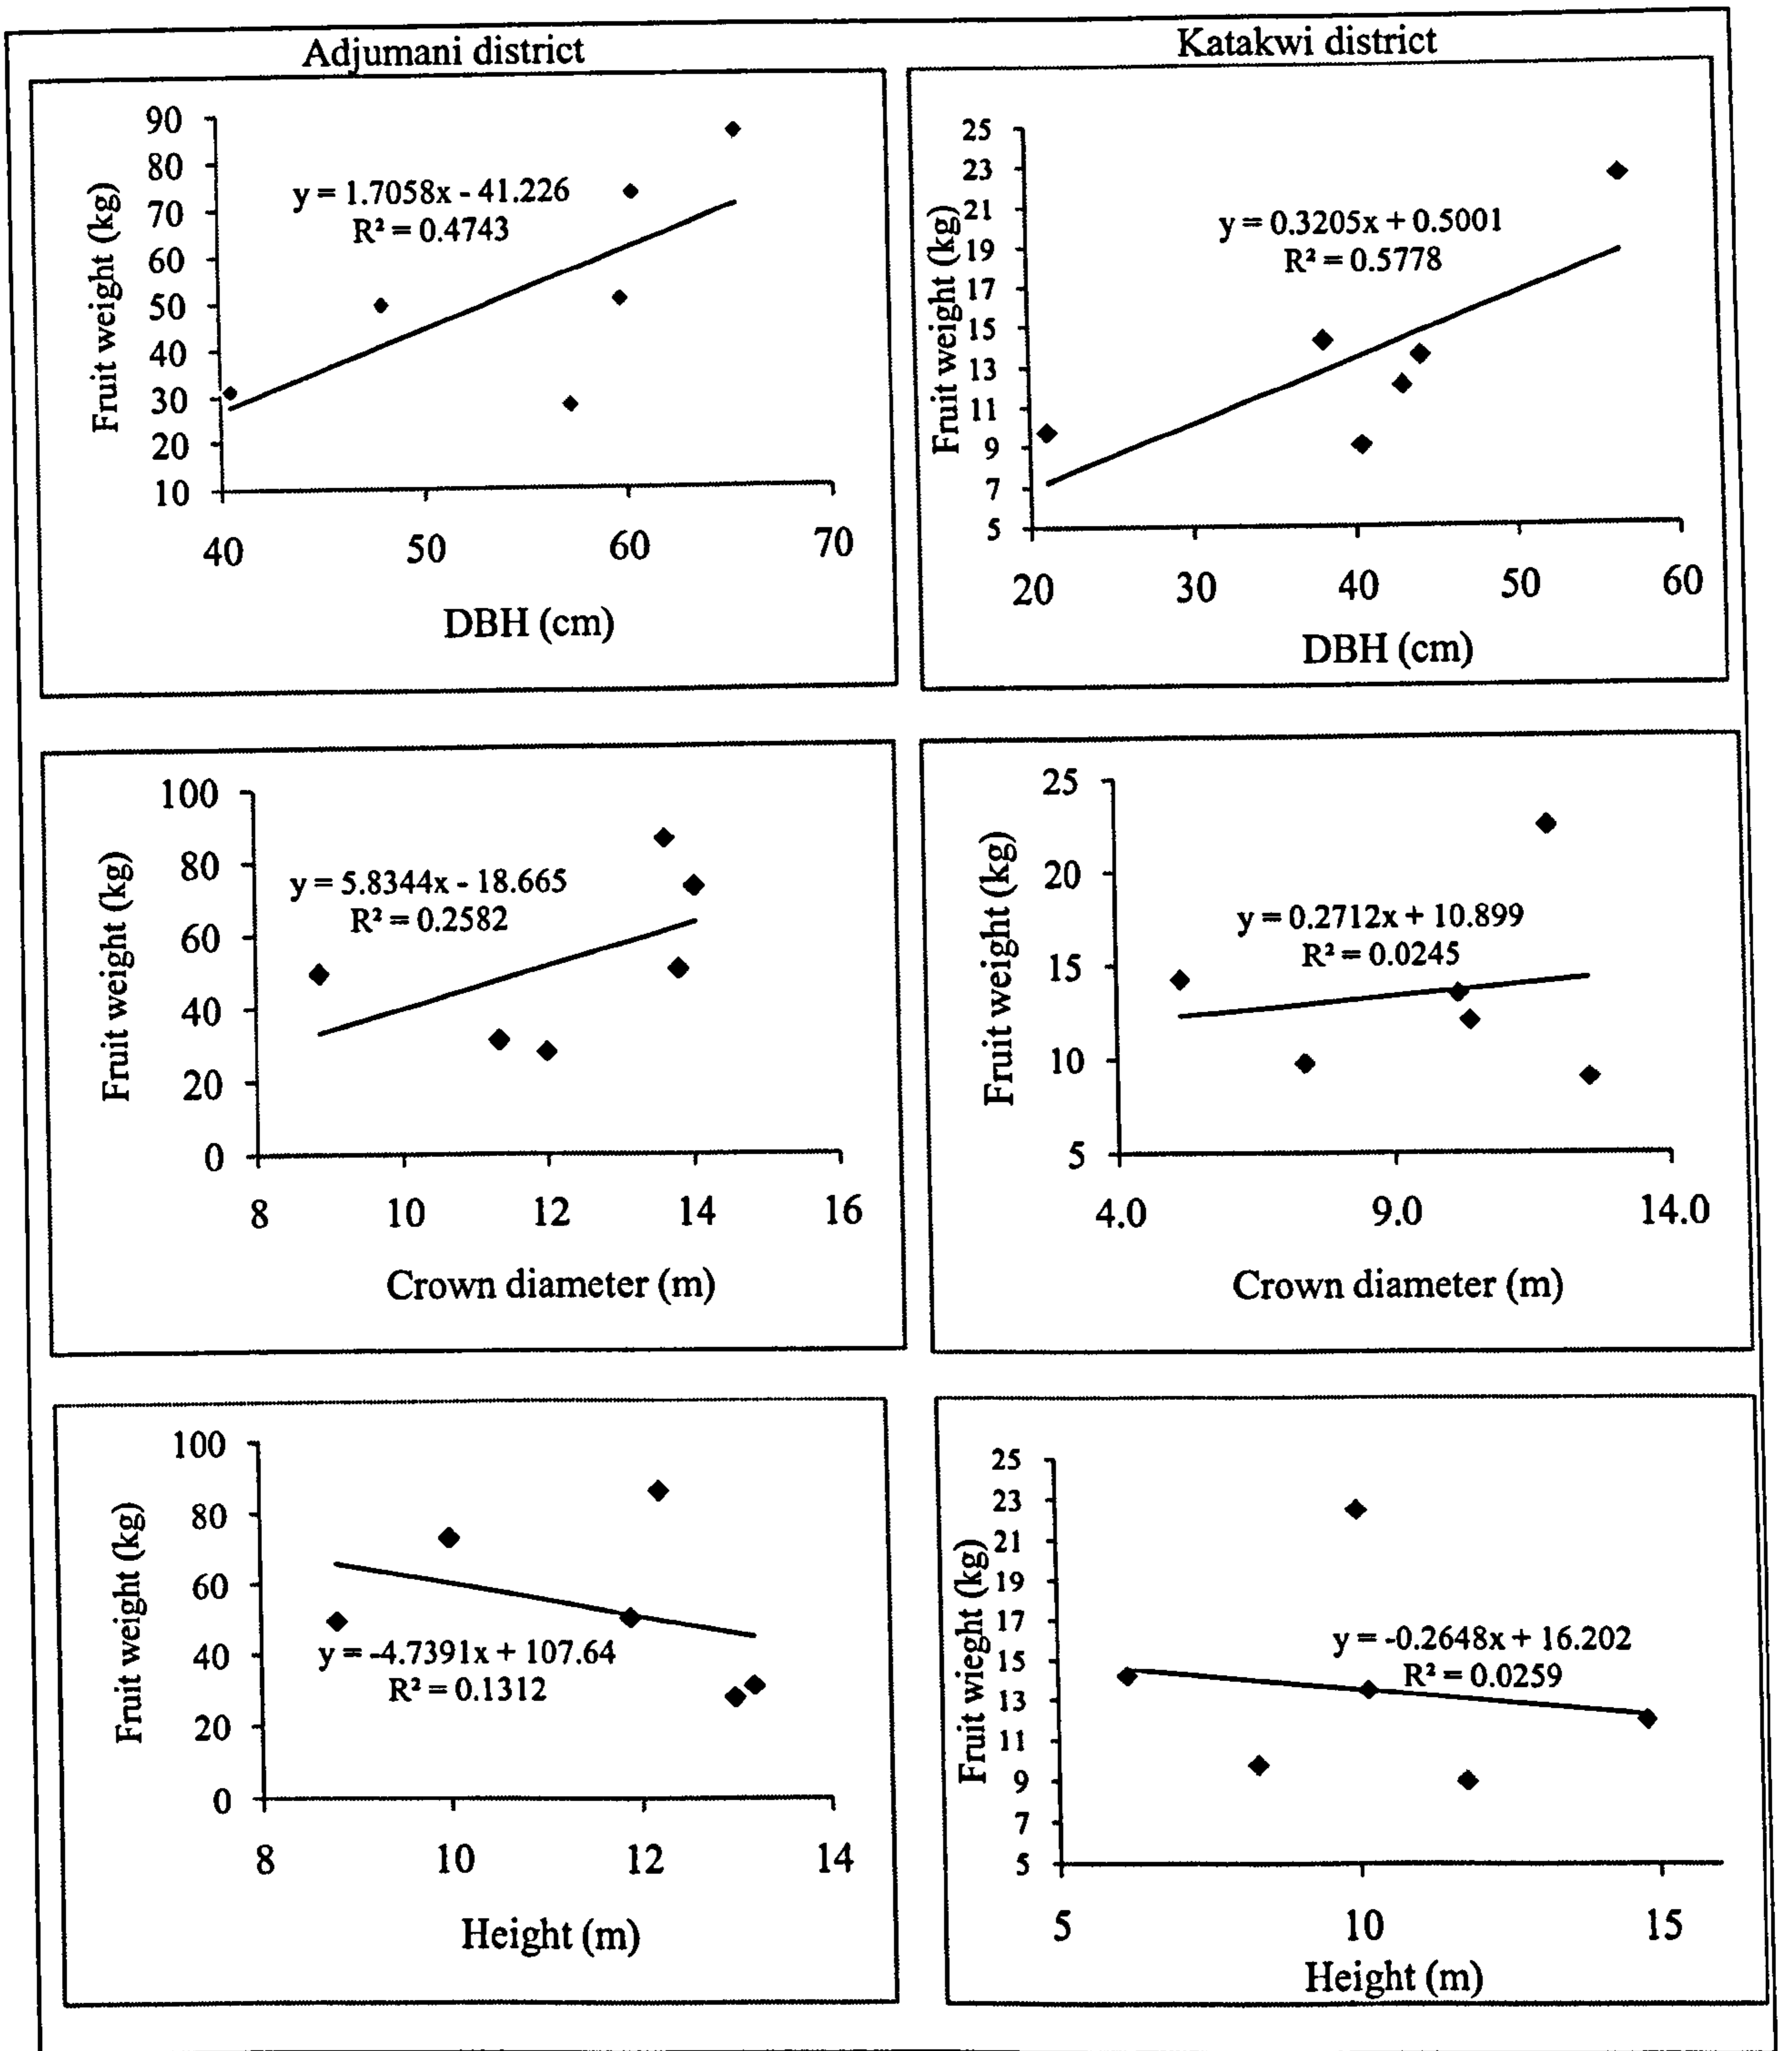 Adjumani district
Katakwi district
90
80
70
60
50
40
30
20
10
Fruit weight (kg)
y = 1.7058x - 41.226
R² = 0.4743
40 50 60 70
DBH (cm)
25
23
21
19
17
15
13
11
9
7
5
Fruit weight (kg)
y = 0.3205x + 0.5001
R² = 0.5778
20 30 40 50 60
DBH (cm)
100
80
60
40
20
0
Fruit weight (kg)
y = 5.8344x - 18.665
R² = 0.2582
8 10 12 14 16
Crown diameter (m)
25
20
15
10
5
Fruit weight (kg)
y = 0.2712x + 10.899
R² = 0.0245
4.0 9.0 14.0
Crown diameter (m)
100
80
60
40
20
0
Fruit weight (kg)
y = -4.7391x + 107.64
R² = 0.1312
8 10 12 14
Height (m)
25
23
21
19
17
15
13
11
9
7
5
Fruit wieght (kg)
y = -0.2648x + 16.202
R² = 0.0259
5 10 15
Height (m)